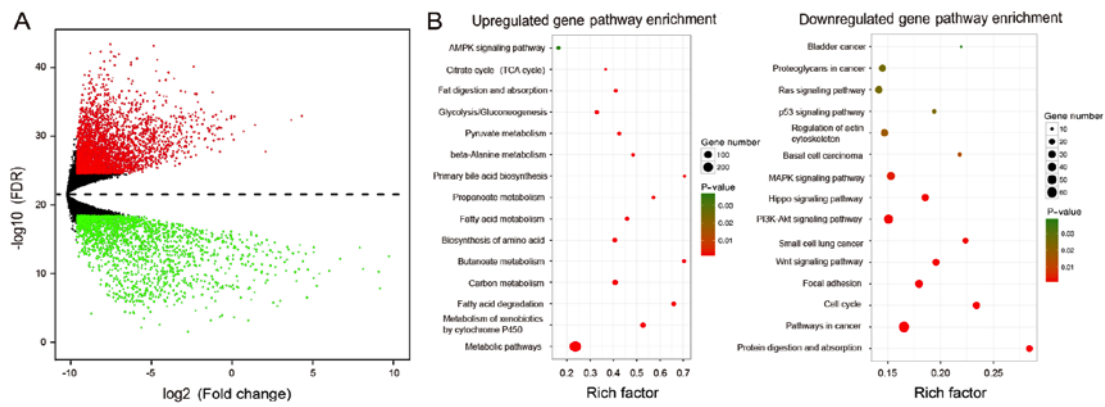 A
-log10 (FDR)
40
30
20
10
0
-10
-5
0
5
10
log2 (Fold change)
B
Upregulated gene pathway enrichment
AMPK signaling pathway
Citrate cycle (TCA cycle)
Fat digestion and absorption
Glycolysis/Gluconeogenesis
Pyruvate metabolism
beta-Alanine metabolism
Primary bile acid biosynthesis
Propanoate metabolism
Fatty acid metabolism
Biosynthesis of amino acid
Butanoate metabolism
Carbon metabolism
Fatty acid degradation
Metabolism of xenobiotics
by cytochrome P450
Metabolic pathways
0.2 0.3 0.4 0.5 0.6 0.7
Rich factor
Gene number
100
200
P-value
0.03
0.02
0.01
Downregulated gene pathway enrichment
Bladder cancer
Proteoglycans in cancer
Ras signaling pathway
p53 signaling pathway
Regulation of actin
cytoskeleton
Basal cell carcinoma
MAPK signaling pathway
Hippo signaling pathway
PI3K-Akt signaling pathway
Small cell lung cancer
Wnt signaling pathway
Focal adhesion
Cell cycle
Pathways in cancer
Protein digestion and absorption
0.15 0.20 0.25
Rich factor
Gene number
10
20
30
40
50
60
P-value
0.03
0.02
0.01